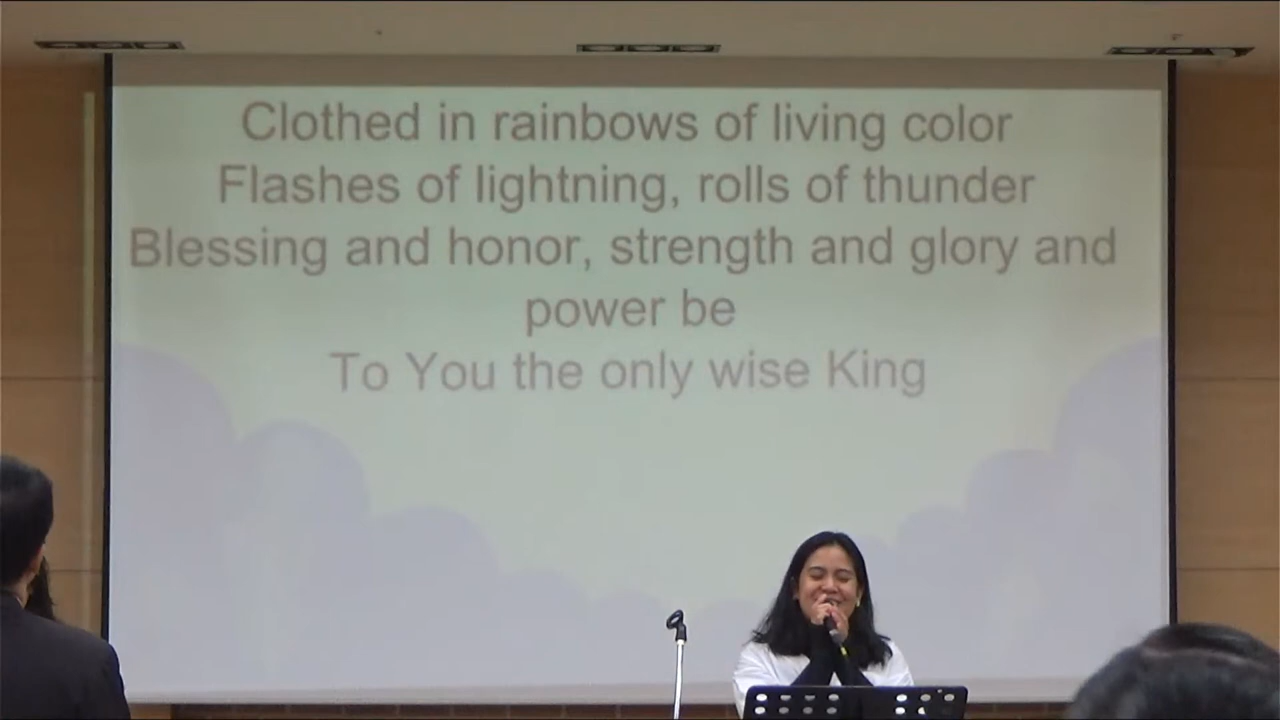 Clothed in rainbows of living color
Flashes of lightning, rolls of thunder
Blessing and honor, strength and glory and
power be
To You the only wise King